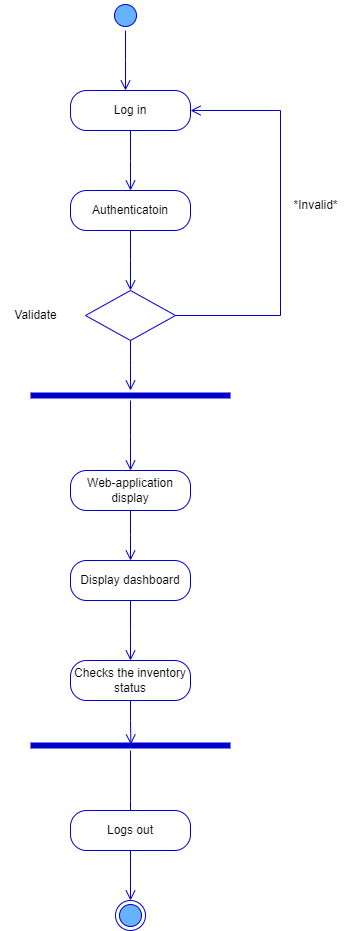 Log in
Authenticatoin
*Invalid*
Validate
Web-application
display
Display dashboard
Checks the inventory
status
Logs out